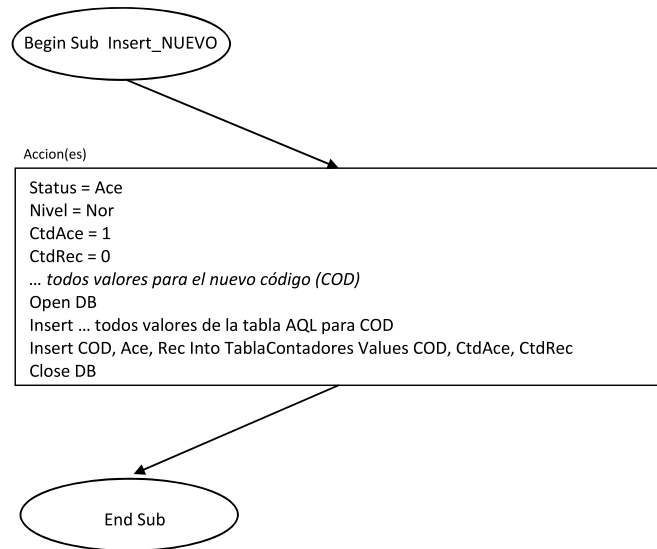 Begin Sub Insert_NUEVO
Accion(es)
Status = Ace
Nivel = Nor
CtdAce = 1
CtdRec = 0
... todos valores para el nuevo código (COD)
Open DB
Insert ... todos valores de la tabla AQL para COD
Insert COD, Ace, Rec Into TablaContadores Values COD, CtdAce, CtdRec
Close DB
End Sub